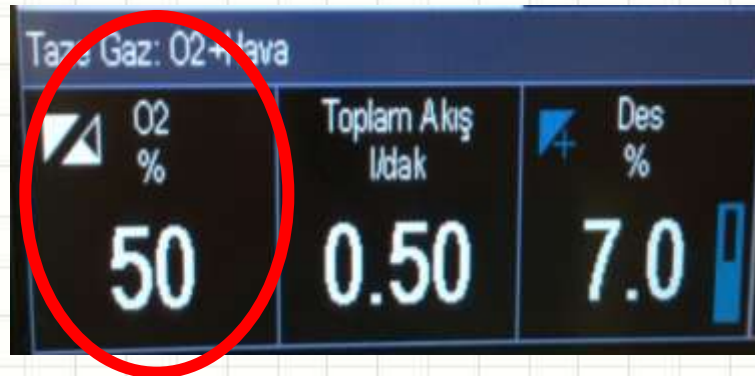 Taze Gaz: O2+Hava
O2
%
50
Toplam Akış
l/dak
0.50
Des
%
7.0